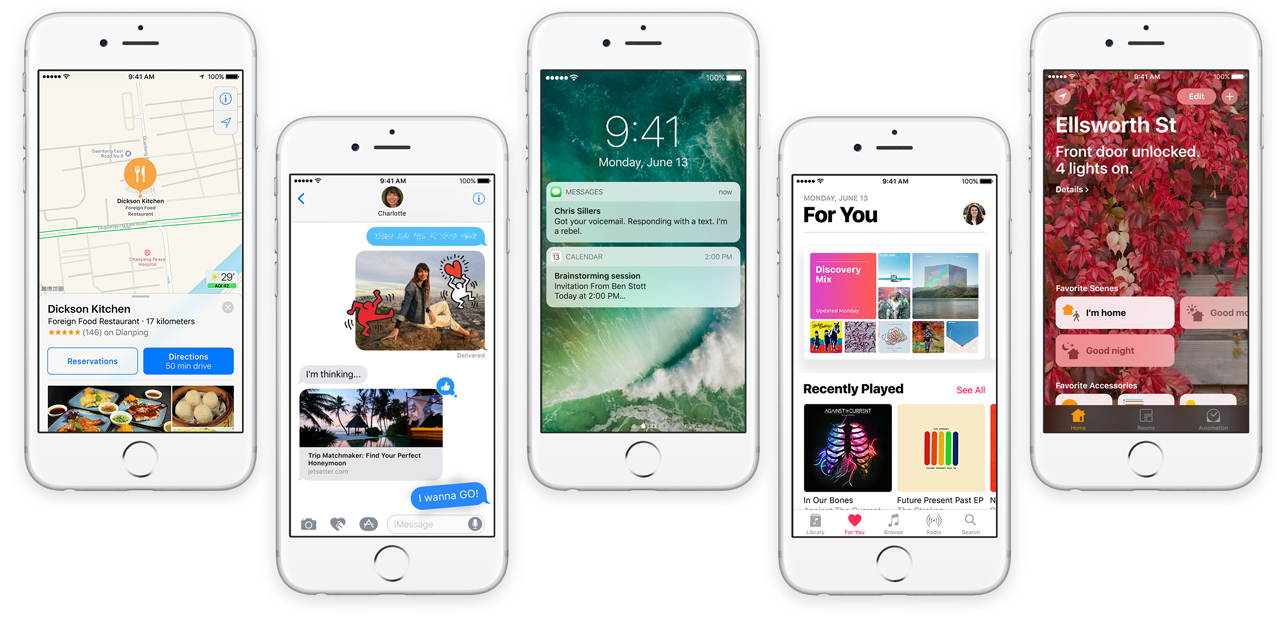 9:41 AM
100%
Guantang East
Road No.8
Dickson Kitchen
Foreign Food
Restaurant
Chaoyang Peace
Hospital
29°
AQI 42
Dickson Kitchen
Foreign Food Restaurant · 17 kilometers
★★★★★ (146) on Dianping
Reservations
Directions
50 min drive
9:41 AM
100%
Charlotte
Delivered
I'm thinking...
Trip Matchmaker: Find Your Perfect
Honeymoon
jetsetter.com
I wanna GO!
iMessage
100%
9:41
Monday, June 13
MESSAGES
now
Chris Sillers
Got your voicemail. Responding with a text. I'm
a rebel.
13
CALENDAR
2:00 PM
Brainstorming session
Invitation From Ben Stott
Today at 2:00 PM...
9:41 AM
100%
MONDAY, JUNE 13
For You
Discovery
Mix
Updated Monday
Recently Played
See All
AGAINST THE CURRENT
In Our Bones
Against The Current
Future Present Past EP
The Strokes
N
Library
For You
Browse
Radio
Search
9:41 AM
100%
Edit
Ellsworth St
Front door unlocked.
4 lights on.
Details >
Favorite Scenes
I'm home
Good mo
Good night
Favorite Accessories
Home
Rooms
Automation